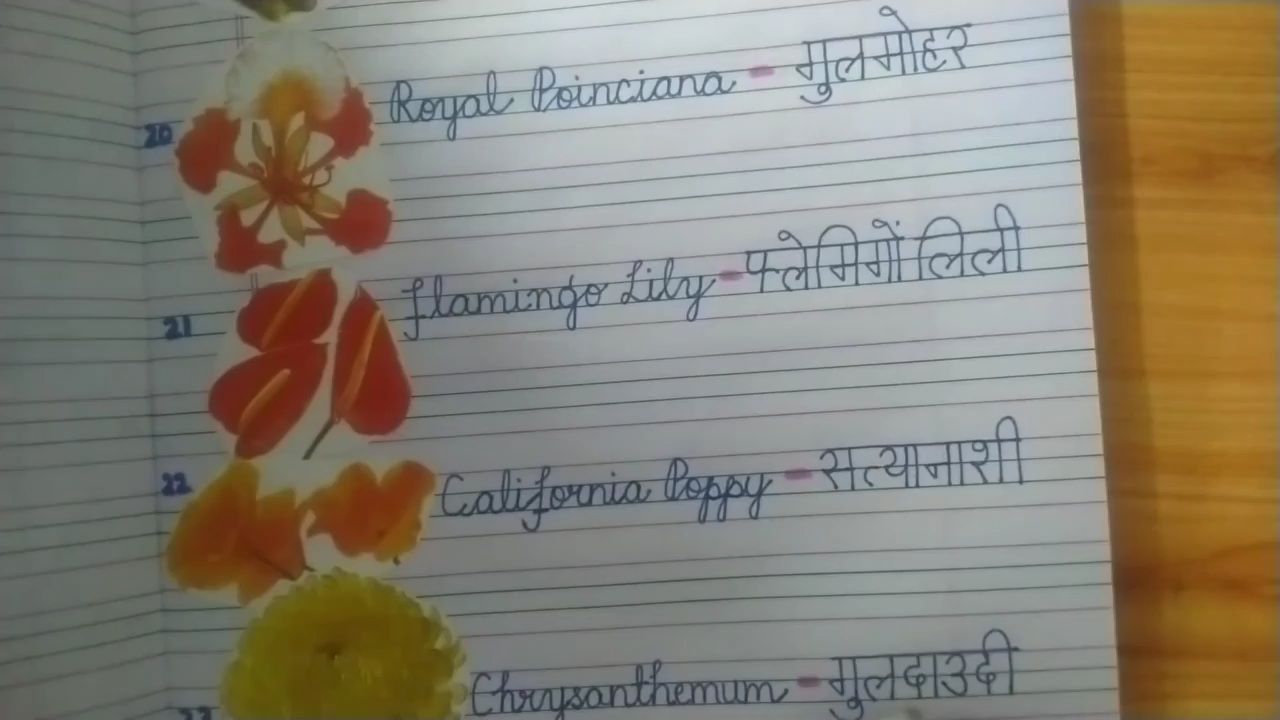 20 Royal Poinciana - गुलमोहर
21 flamingo Lily - फ्लेमिगों लिली
22 California Poppy - सत्यानाशी
Chrysanthemum - गुलदाउदी